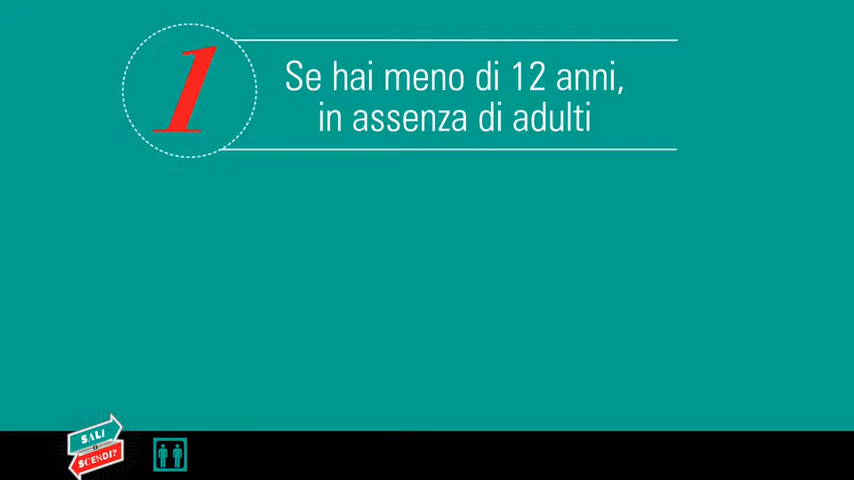 1
Se hai meno di 12 anni,
in assenza di adulti
SALI
O
SCENDI?